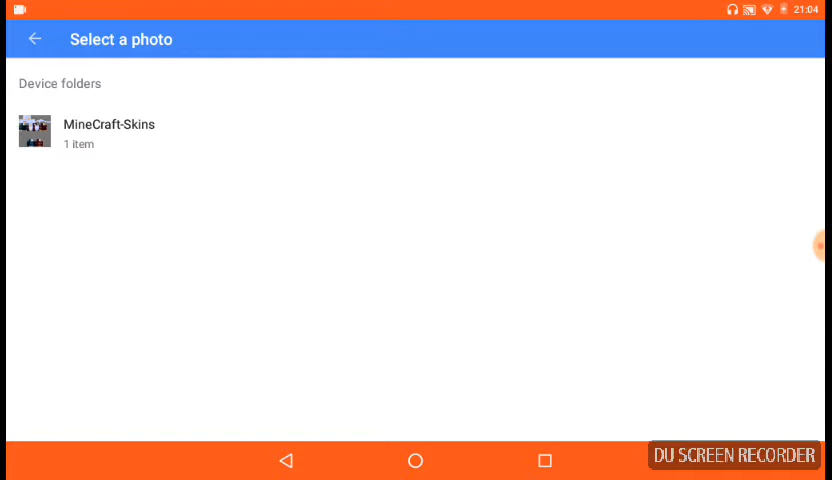 21:04
Select a photo
Device folders
MineCraft-Skins
1 item
DU SCREEN RECORDER